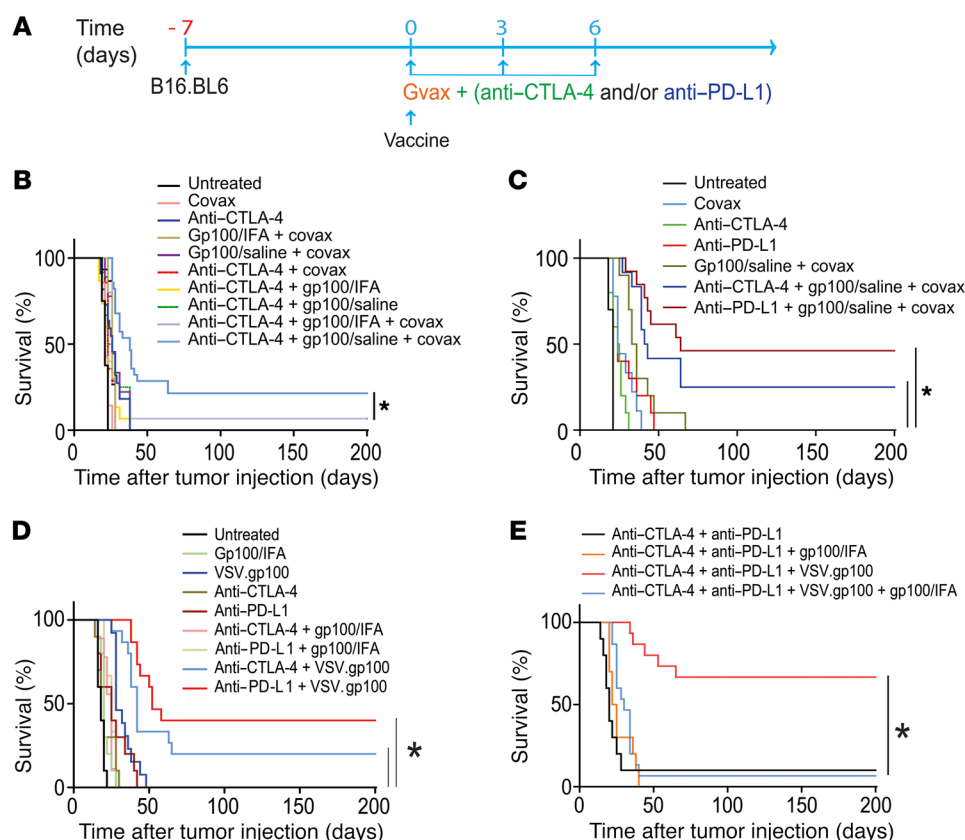 A
Time
(days)
- 7
0
3
6
B16.BL6
Gvax + (anti–CTLA-4 and/or anti–PD-L1)
Vaccine
B
Untreated
Covax
Anti–CTLA-4
Gp100/IFA + covax
Gp100/saline + covax
Anti–CTLA-4 + covax
Anti–CTLA-4 + gp100/IFA
Anti–CTLA-4 + gp100/saline
Anti–CTLA-4 + gp100/IFA + covax
Anti–CTLA-4 + gp100/saline + covax
Survival (%)
100
50
0
0 50 100 150 200
*
Time after tumor injection (days)
C
Untreated
Covax
Anti–CTLA-4
Anti–PD-L1
Gp100/saline + covax
Anti–CTLA-4 + gp100/saline + covax
Anti–PD-L1 + gp100/saline + covax
Survival (%)
100
50
0
0 50 100 150 200
*
Time after tumor injection (days)
D
Untreated
Gp100/IFA
VSV.gp100
Anti–CTLA-4
Anti–PD-L1
Anti–CTLA-4 + gp100/IFA
Anti–PD-L1 + gp100/IFA
Anti–CTLA-4 + VSV.gp100
Anti–PD-L1 + VSV.gp100
Survival (%)
100
50
0
0 50 100 150 200
*
Time after tumor injection (days)
E
Anti–CTLA-4 + anti–PD-L1
Anti–CTLA-4 + anti–PD-L1 + gp100/IFA
Anti–CTLA-4 + anti–PD-L1 + VSV.gp100
Anti–CTLA-4 + anti–PD-L1 + VSV.gp100 + gp100/IFA
Survival (%)
100
50
0
0 50 100 150 200
*
Time after tumor injection (days)